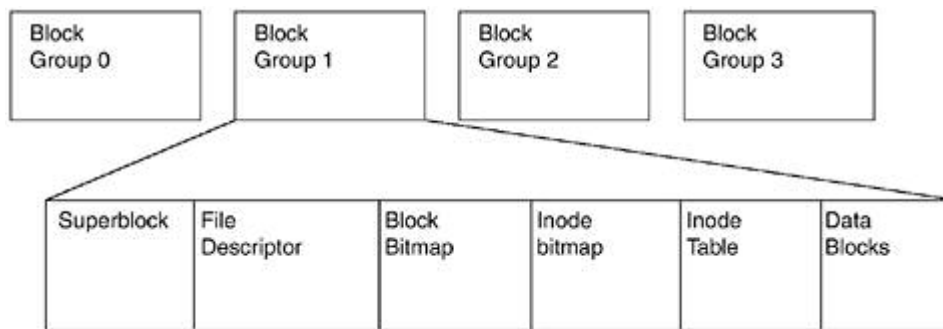 Block
Group 0
Block
Group 1
Block
Group 2
Block
Group 3
Superblock
File
Descriptor
Block
Bitmap
Inode
bitmap
Inode
Table
Data
Blocks